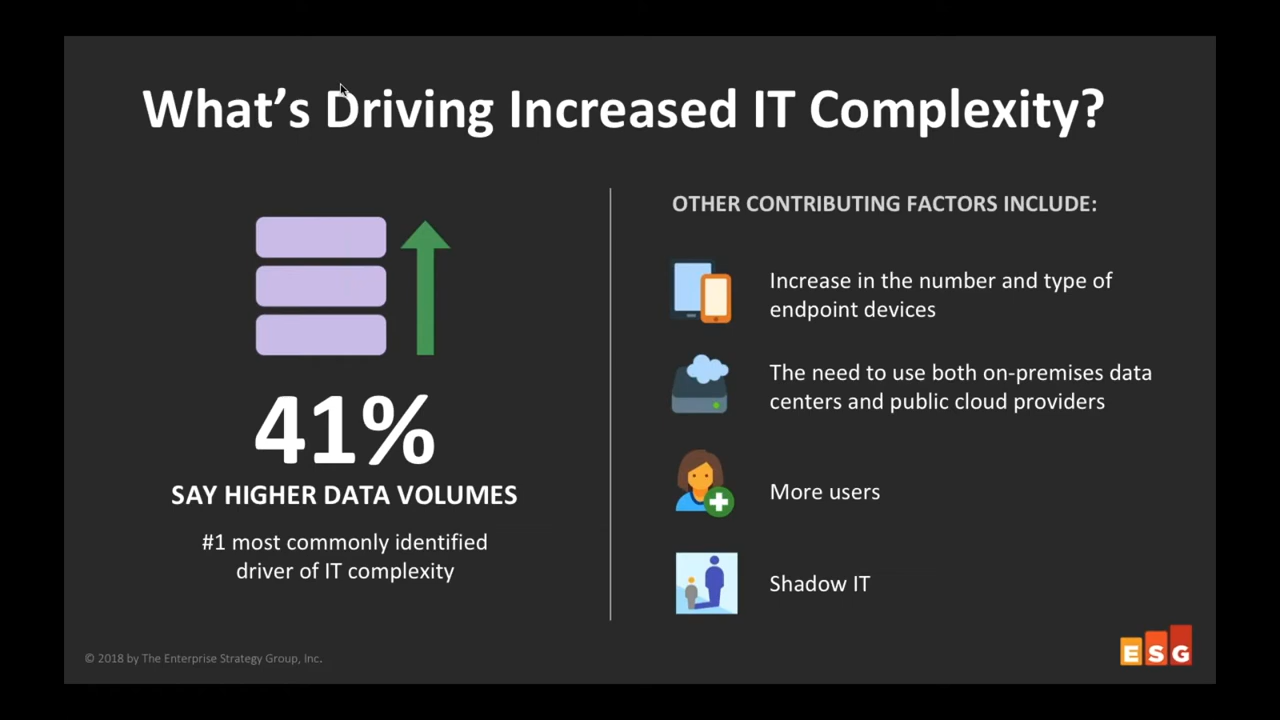 What's Driving Increased IT Complexity?
41%
SAY HIGHER DATA VOLUMES
#1 most commonly identified
driver of IT complexity
OTHER CONTRIBUTING FACTORS INCLUDE:
Increase in the number and type of
endpoint devices
The need to use both on-premises data
centers and public cloud providers
More users
Shadow IT
© 2018 by The Enterprise Strategy Group, Inc.
ESG